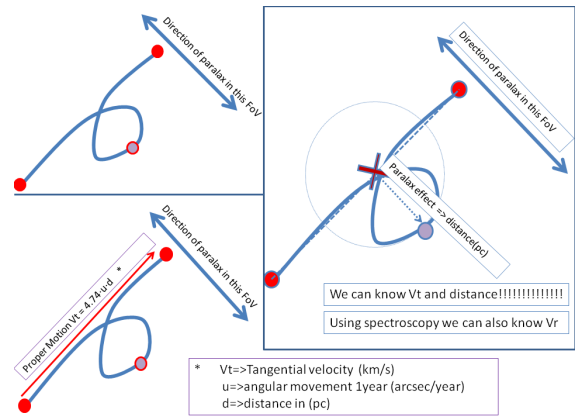 Direction of paralax in this FoV
Direction of paralax in this FoV
Paralax effect => distance(pc)
Direction of paralax in this FoV
Proper Motion Vt = 4.74·u·d *
We can know Vt and distance!!!!!!!!!!!!!!
Using spectroscopy we can also know Vr
* Vt=>Tangential velocity (km/s)
u=>angular movement 1year (arcsec/year)
d=>distance in (pc)